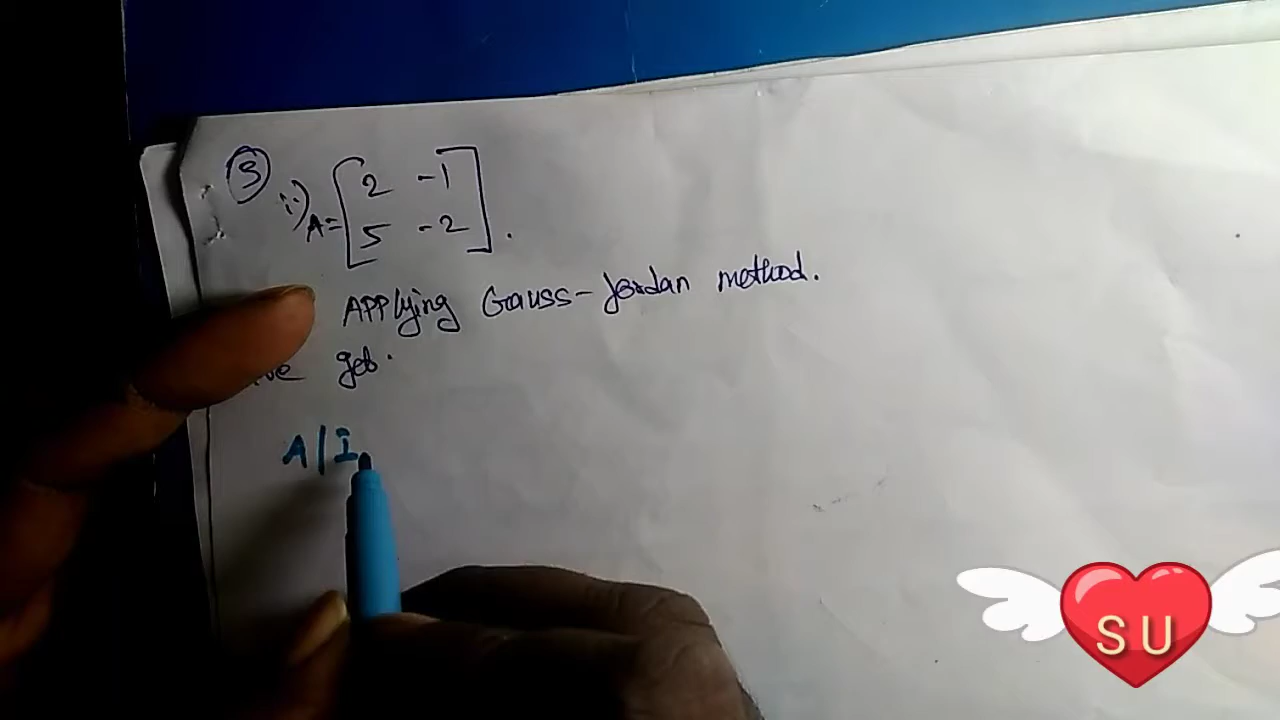 ③ i) A = [2 -1
5 -2].
Applying Gauss-Jordan method.
we get.
A/I
SU